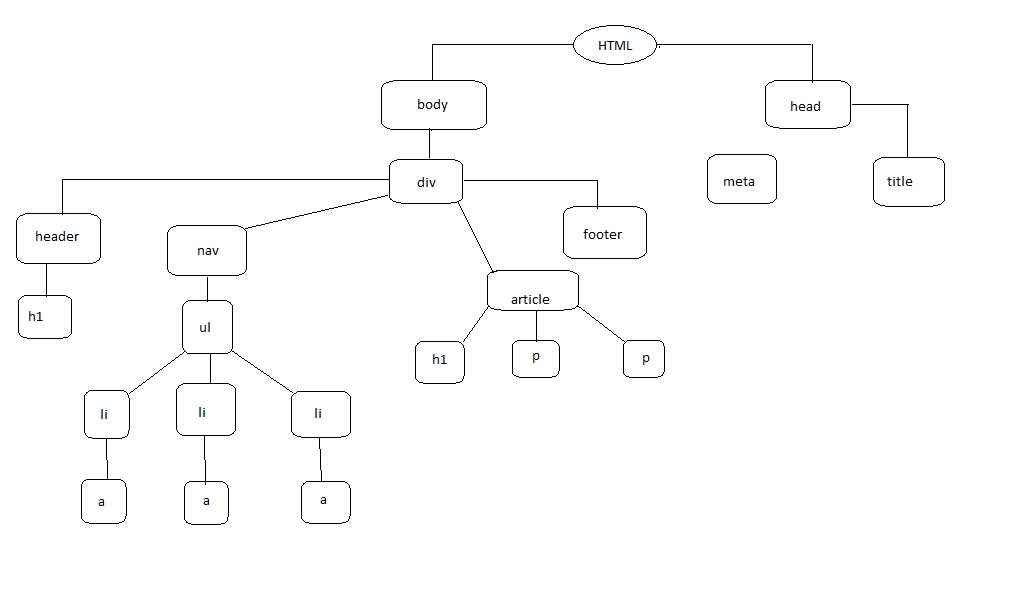 HTML
body
head
div
meta
title
header
nav
footer
h1
ul
article
h1
p
p
li
li
li
a
a
a